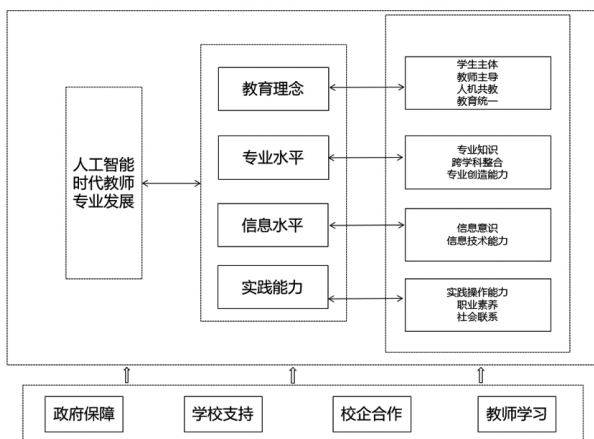 人工智能
时代教师
专业发展
教育理念
专业水平
信息水平
实践能力
学生主体
教师主导
人机共教
教育统一
专业知识
跨学科整合
专业创造能力
信息意识
信息技术能力
实践操作能力
职业素养
社会联系
政府保障
学校支持
校企合作
教师学习